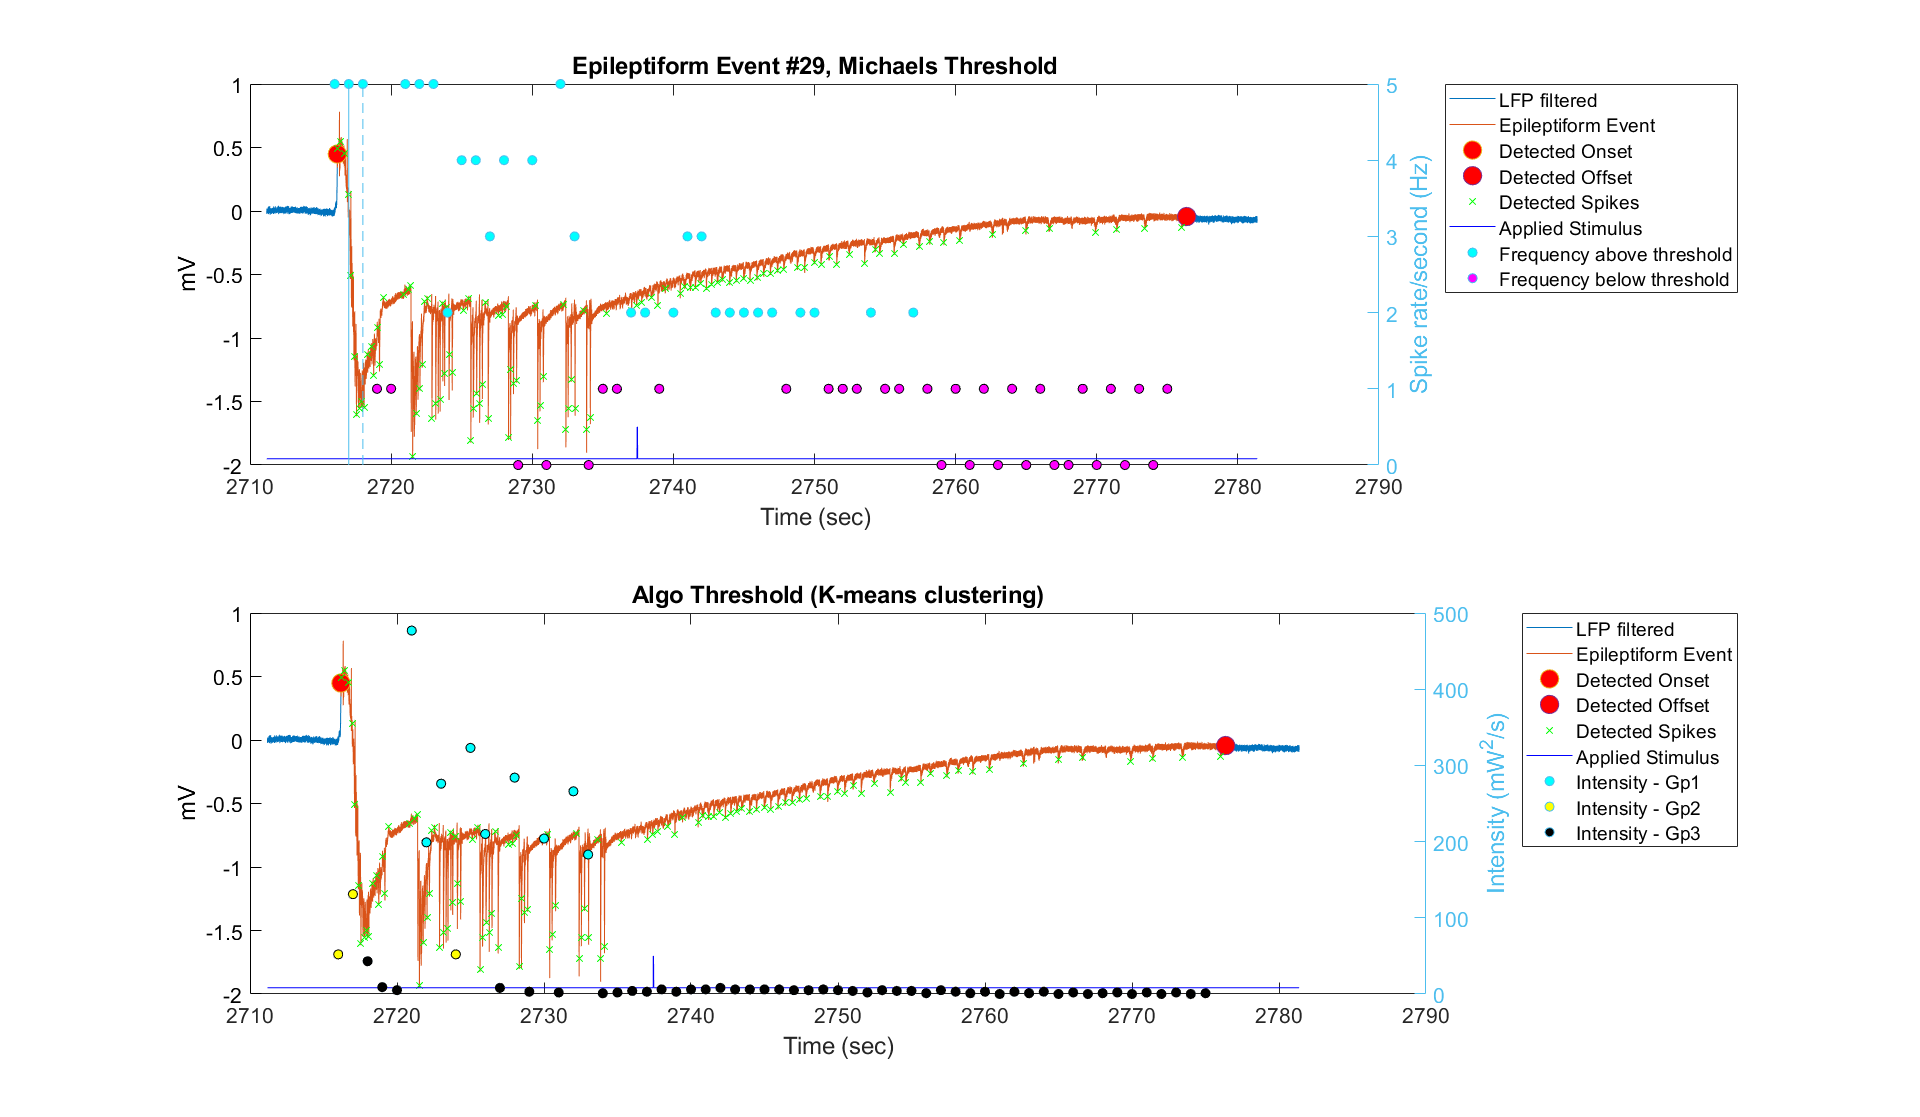 Epileptiform Event #29, Michaels Threshold
1
0.5
0
-0.5
-1
-1.5
-2
mV
2710
2720
2730
2740
2750
2760
2770
2780
2790
Time (sec)
5
4
3
2
1
0
Spike rate/second (Hz)
LFP filtered
Epileptiform Event
Detected Onset
Detected Offset
Detected Spikes
Applied Stimulus
Frequency above threshold
Frequency below threshold
Algo Threshold (K-means clustering)
1
0.5
0
-0.5
-1
-1.5
-2
mV
2710
2720
2730
2740
2750
2760
2770
2780
2790
Time (sec)
500
400
300
200
100
0
Intensity (mW²/s)
LFP filtered
Epileptiform Event
Detected Onset
Detected Offset
Detected Spikes
Applied Stimulus
Intensity - Gp1
Intensity - Gp2
Intensity - Gp3